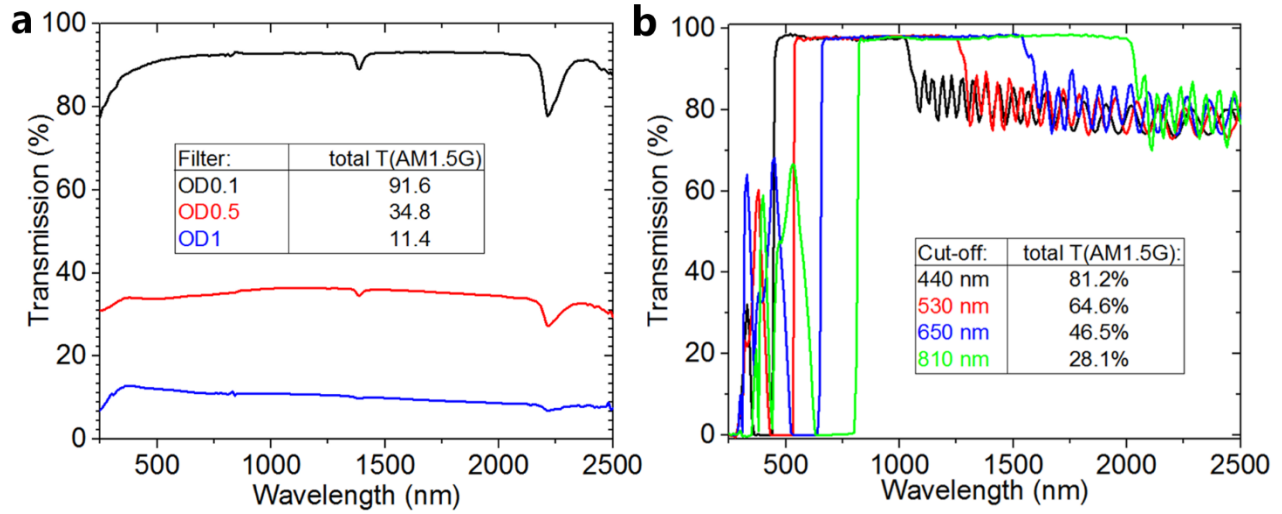 a
100
80
60
40
20
0
Transmission (%)
500 1000 1500 2000 2500
Wavelength (nm)
Filter: total T(AM1.5G)
OD0.1 91.6
OD0.5 34.8
OD1 11.4
b
100
80
60
40
20
0
Transmission (%)
500 1000 1500 2000 2500
Wavelength (nm)
Cut-off: total T(AM1.5G):
440 nm 81.2%
530 nm 64.6%
650 nm 46.5%
810 nm 28.1%